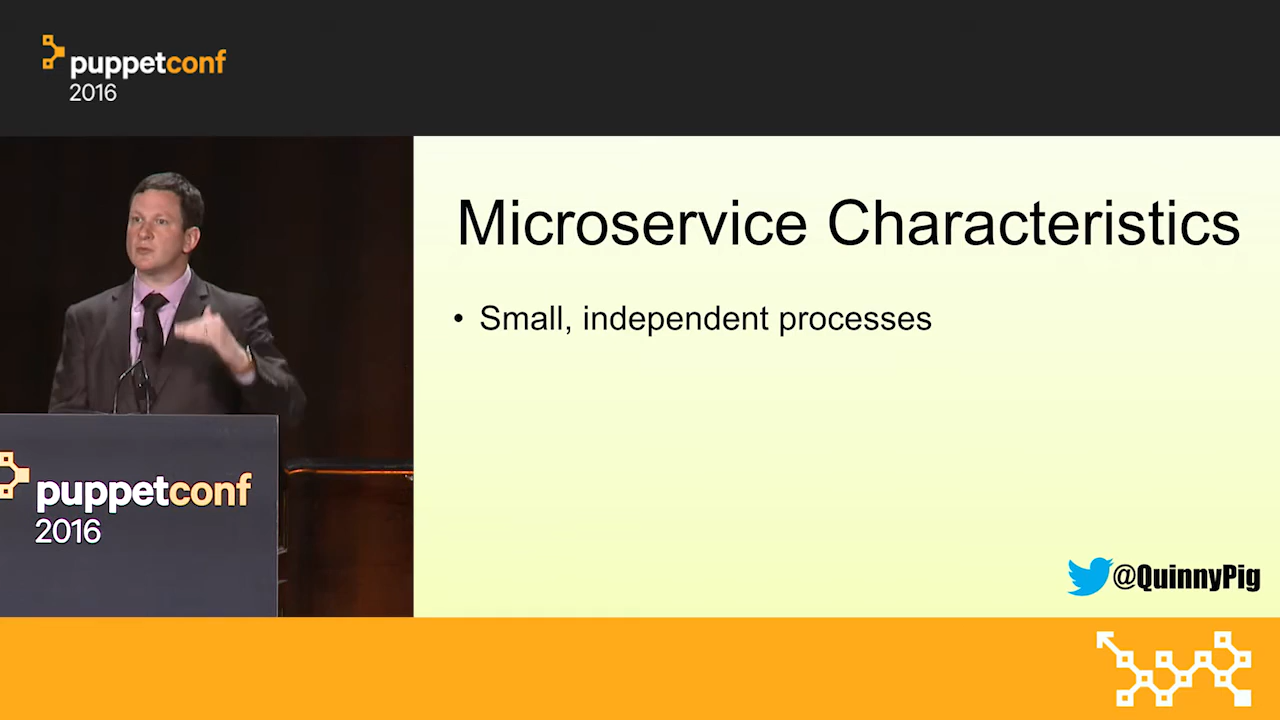 puppetconf
2016
Microservice Characteristics
• Small, independent processes
puppetconf
2016
@QuinnyPig